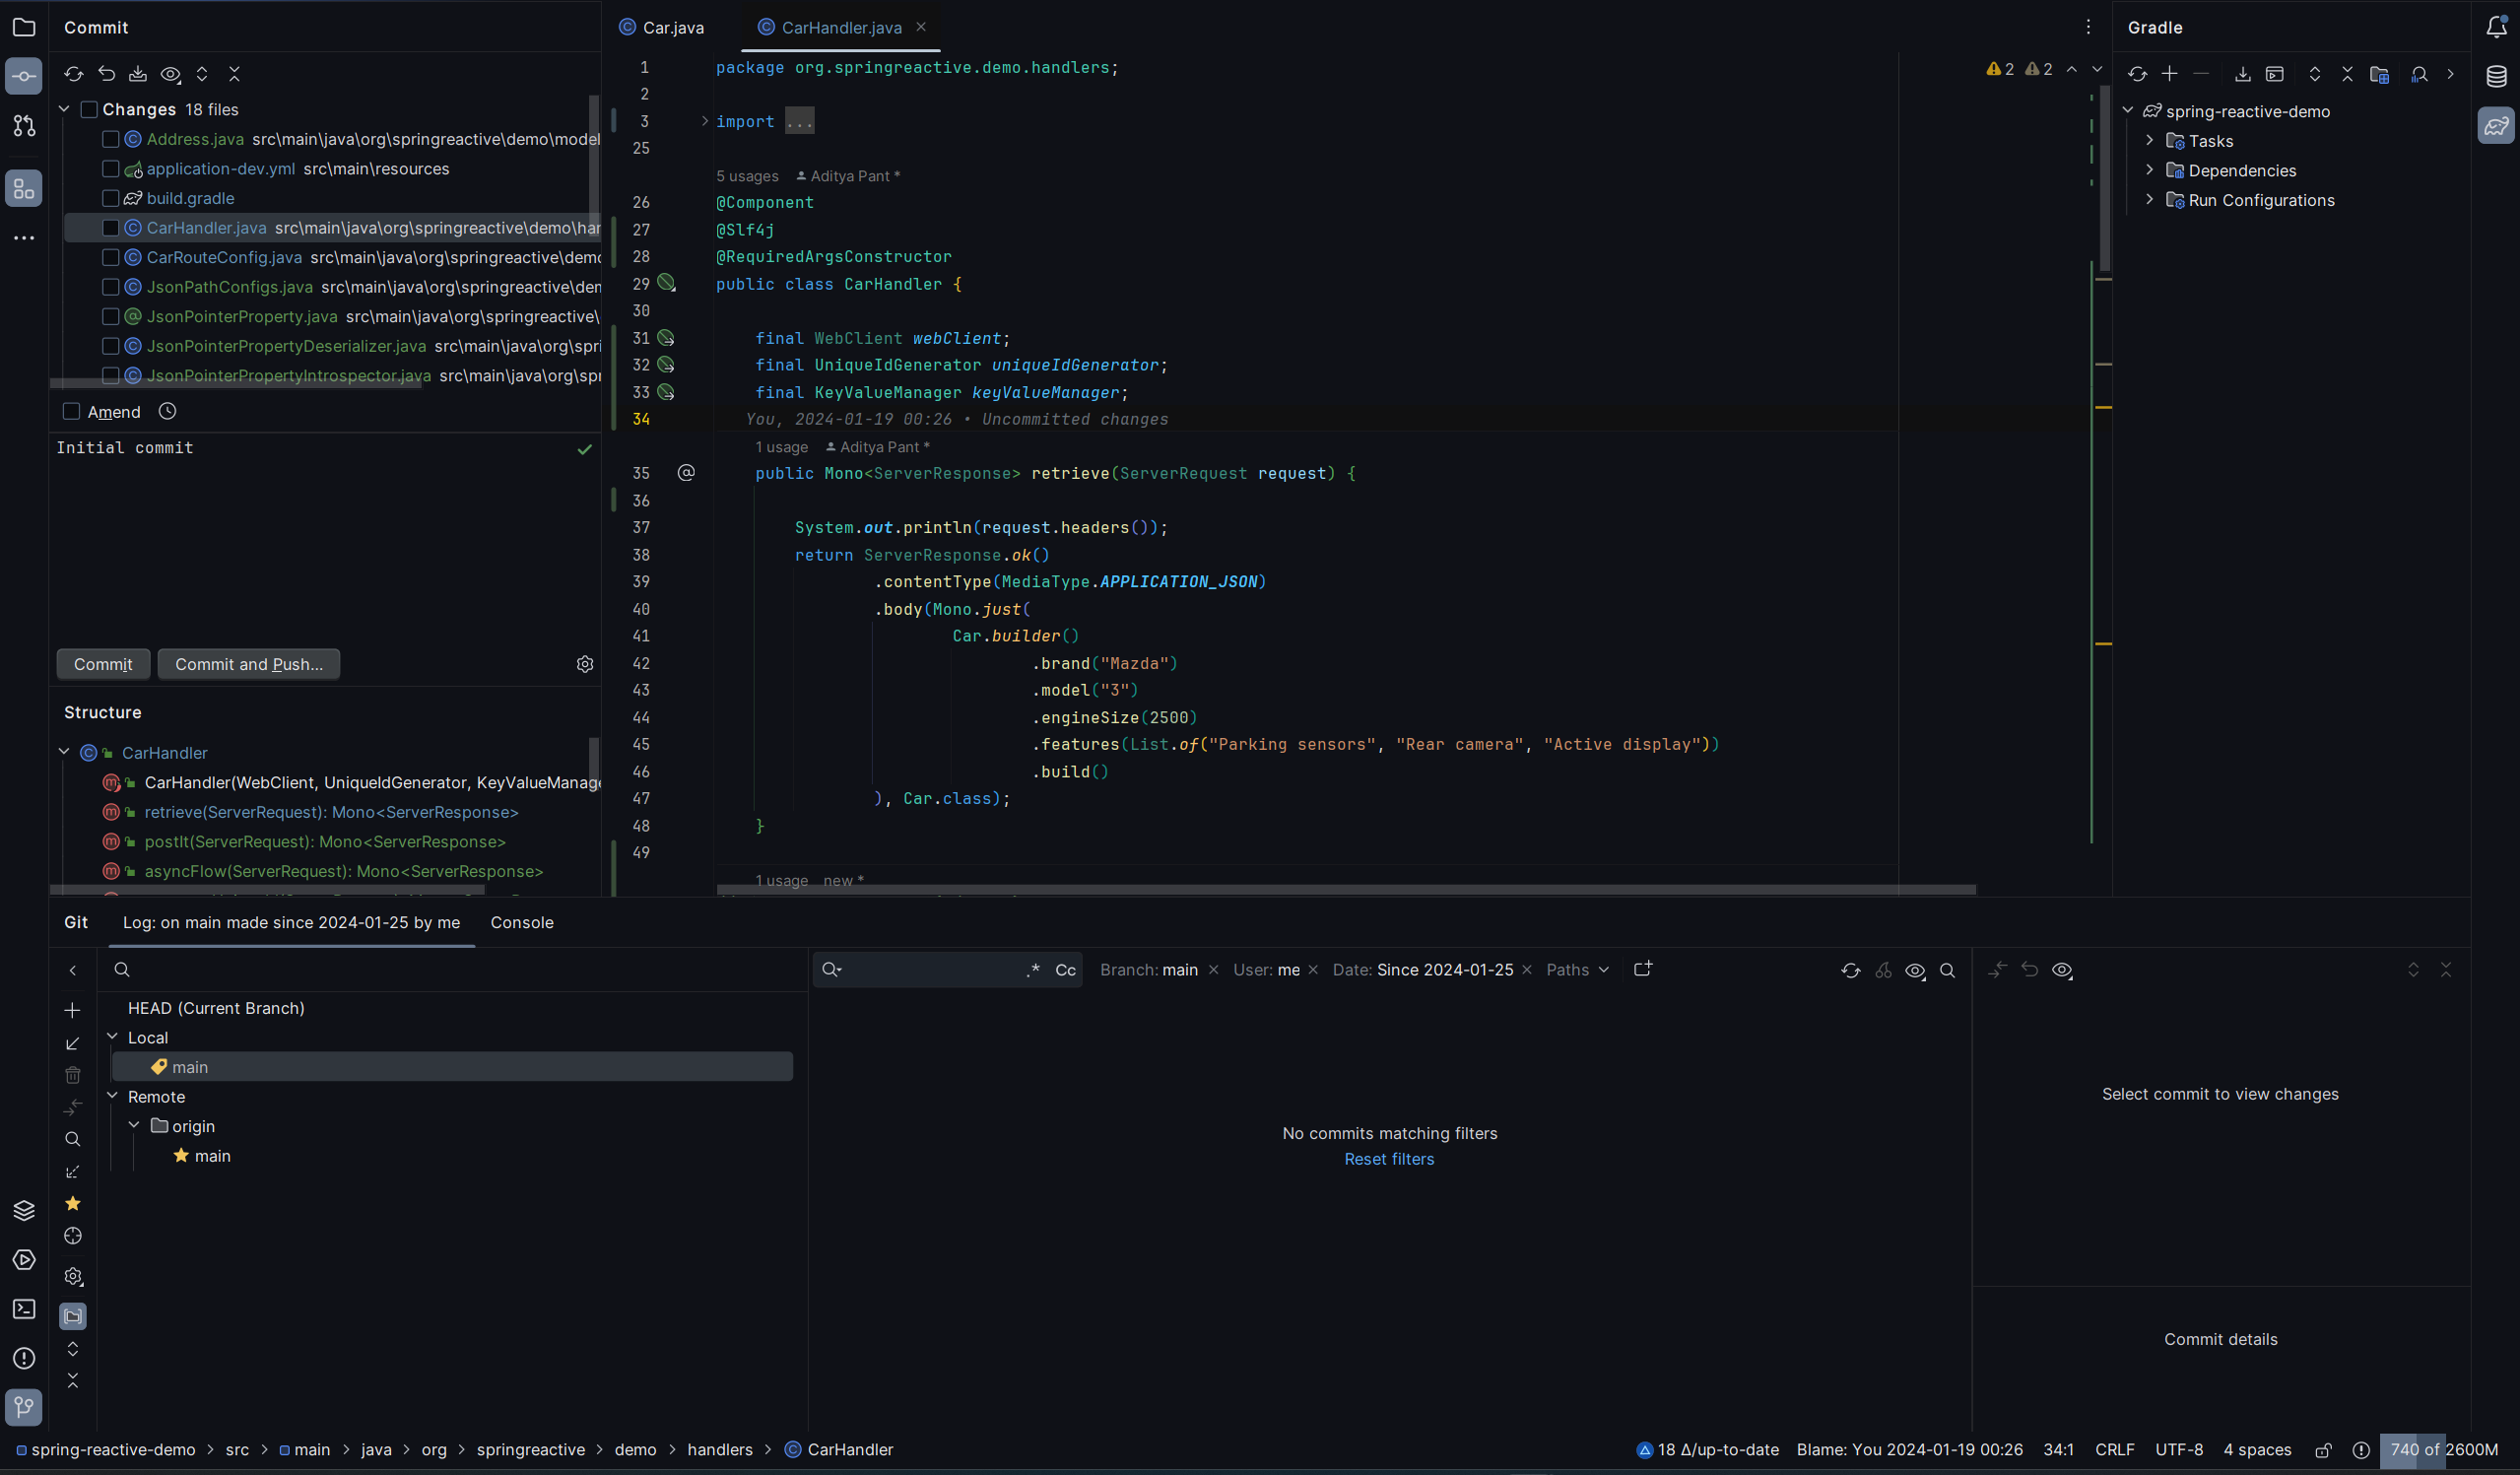 Commit
Changes 18 files
Address.java src\main\java\org\springreactive\demo\model
application-dev.yml src\main\resources
build.gradle
CarHandler.java src\main\java\org\springreactive\demo\har
CarRouteConfig.java src\main\java\org\springreactive\demo
JsonPathConfigs.java src\main\java\org\springreactive\den
JsonPointerProperty.java src\main\java\org\springreactive\
JsonPointerPropertyDeserializer.java src\main\java\org\spri
JsonPointerPropertyIntrospector.java src\main\java\org\spr
Amend
Initial commit
Commit
Commit and Push...
Structure
CarHandler
CarHandler(WebClient, UniqueIdGenerator, KeyValueManage
retrieve(ServerRequest): Mono<ServerResponse>
postIt(ServerRequest): Mono<ServerResponse>
asyncFlow(ServerRequest): Mono<ServerResponse>
Car.java
CarHandler.java
2 2
1 package org.springreactive.demo.handlers;
2
3 import ...
25
5 usages Aditya Pant *
26 @Component
27 @Slf4j
28 @RequiredArgsConstructor
29 public class CarHandler {
30
31 final WebClient webClient;
32 final UniqueIdGenerator uniqueIdGenerator;
33 final KeyValueManager keyValueManager;
34 You, 2024-01-19 00:26 • Uncommitted changes
1 usage Aditya Pant *
35 @ public Mono<ServerResponse> retrieve(ServerRequest request) {
36
37 System.out.println(request.headers());
38 return ServerResponse.ok()
39 .contentType(MediaType.APPLICATION_JSON)
40 .body(Mono.just(
41 Car.builder()
42 .brand("Mazda")
43 .model("3")
44 .engineSize(2500)
45 .features(List.of("Parking sensors", "Rear camera", "Active display"))
46 .build()
47 ), Car.class);
48 }
49
1 usage new *
Gradle
spring-reactive-demo
Tasks
Dependencies
Run Configurations
Git Log: on main made since 2024-01-25 by me Console
HEAD (Current Branch)
Local
main
Remote
origin
main
.* Cc Branch: main User: me Date: Since 2024-01-25 Paths
No commits matching filters
Reset filters
Select commit to view changes
Commit details
spring-reactive-demo > src > main > java > org > springreactive > demo > handlers > CarHandler
18 Δ/up-to-date Blame: You 2024-01-19 00:26 34:1 CRLF UTF-8 4 spaces 740 of 2600M